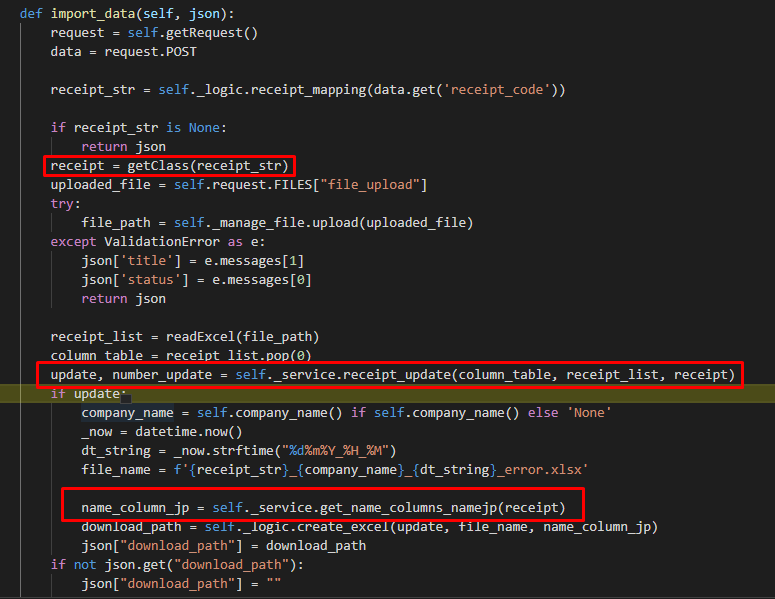 def import_data(self, json):
request = self.getRequest()
data = request.POST
receipt_str = self._logic.receipt_mapping(data.get('receipt_code'))
if receipt_str is None:
return json
receipt = getClass(receipt_str)
uploaded_file = self.request.FILES["file_upload"]
try:
file_path = self._manage_file.upload(uploaded_file)
except ValidationError as e:
json['title'] = e.messages[1]
json['status'] = e.messages[0]
return json
receipt_list = readExcel(file_path)
column_table = receipt_list.pop(0)
update, number_update = self._service.receipt_update(column_table, receipt_list, receipt)
if update:
company_name = self.company_name() if self.company_name() else 'None'
_now = datetime.now()
dt_string = _now.strftime("%d%m%Y_%H_%M")
file_name = f'{receipt_str}_{company_name}_{dt_string}_error.xlsx'
name_column_jp = self._service.get_name_columns_namejp(receipt)
download_path = self._logic.create_excel(update, file_name, name_column_jp)
json["download_path"] = download_path
if not json.get("download_path"):
json["download_path"] = ""